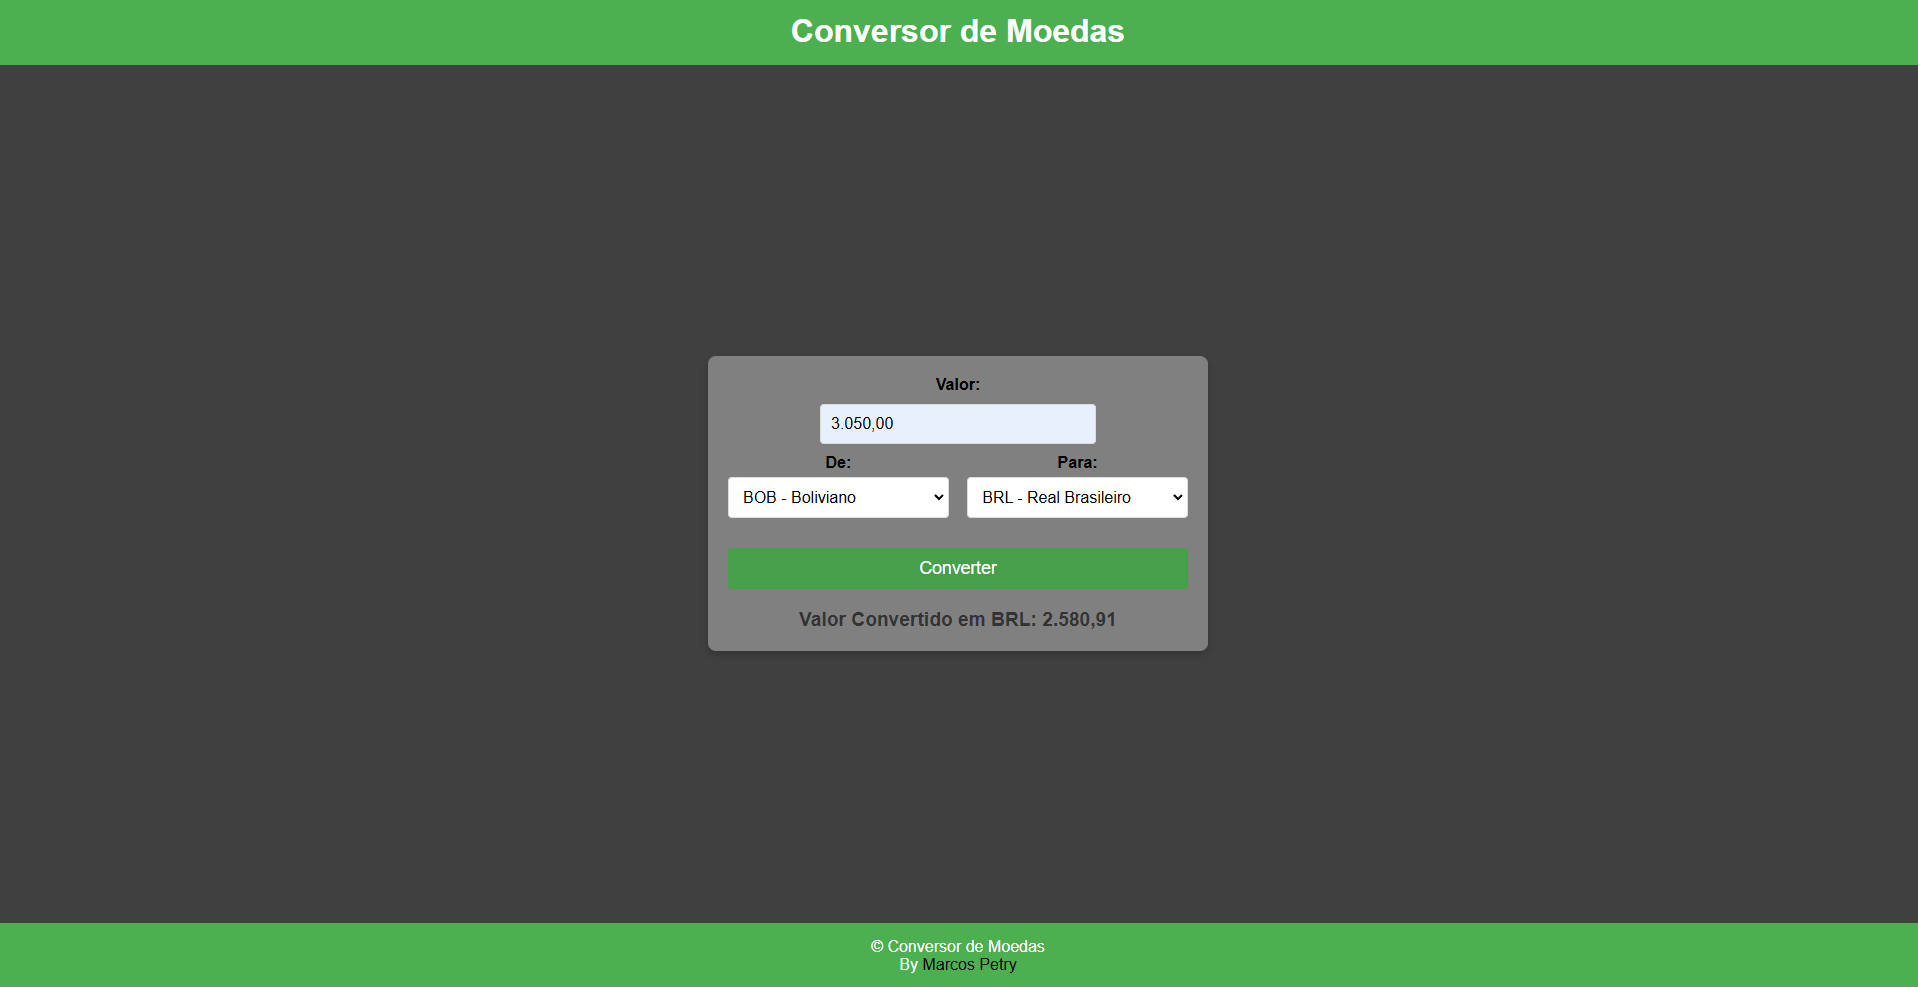 Conversor de Moedas
Valor:
3.050,00
De:
Para:
BOB - Boliviano
BRL - Real Brasileiro
Converter
Valor Convertido em BRL: 2.580,91
© Conversor de Moedas
By Marcos Petry